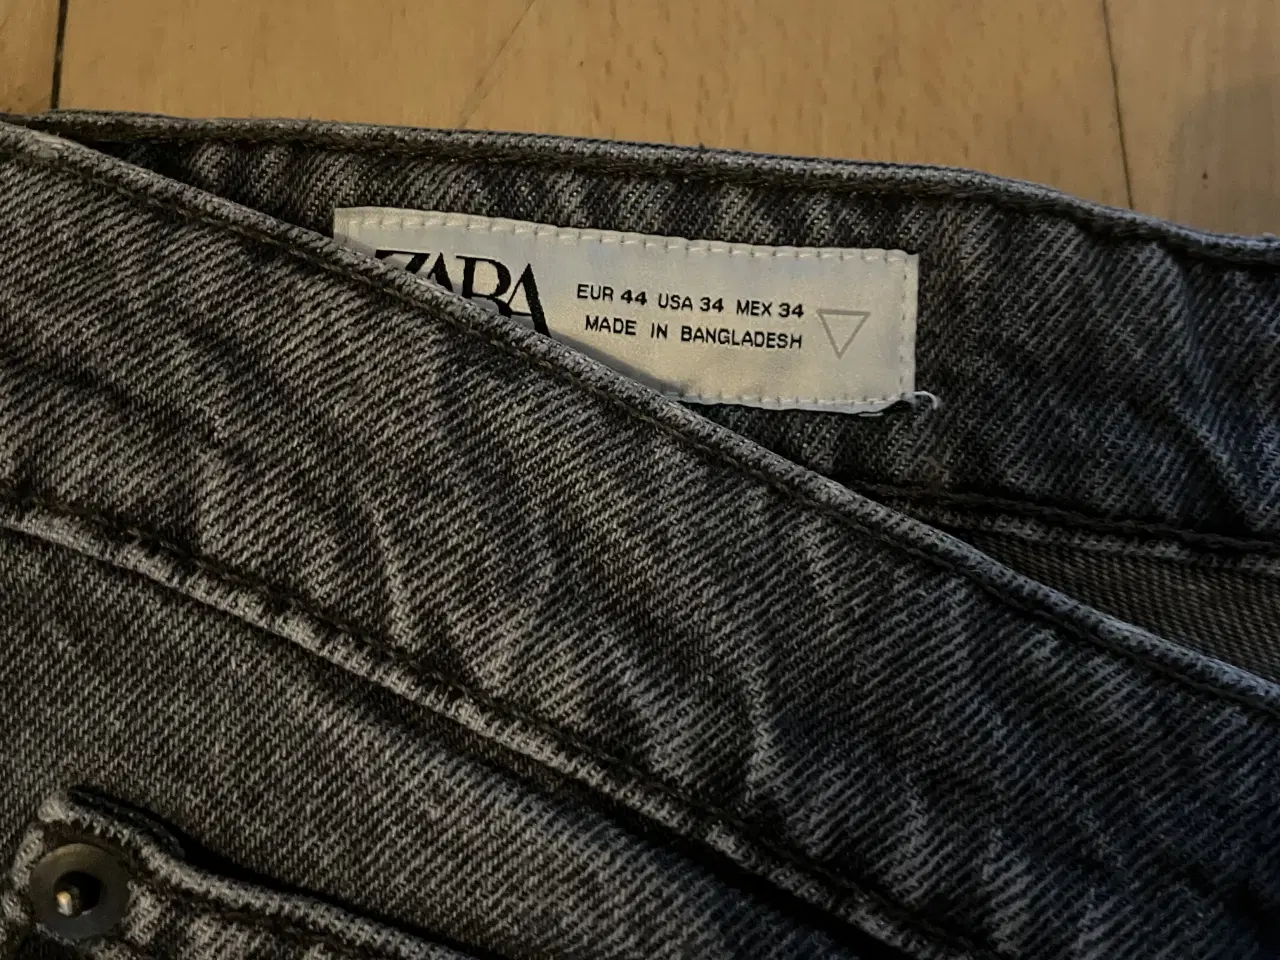 ZARA
EUR 44 USA 34 MEX 34
MADE IN BANGLADESH